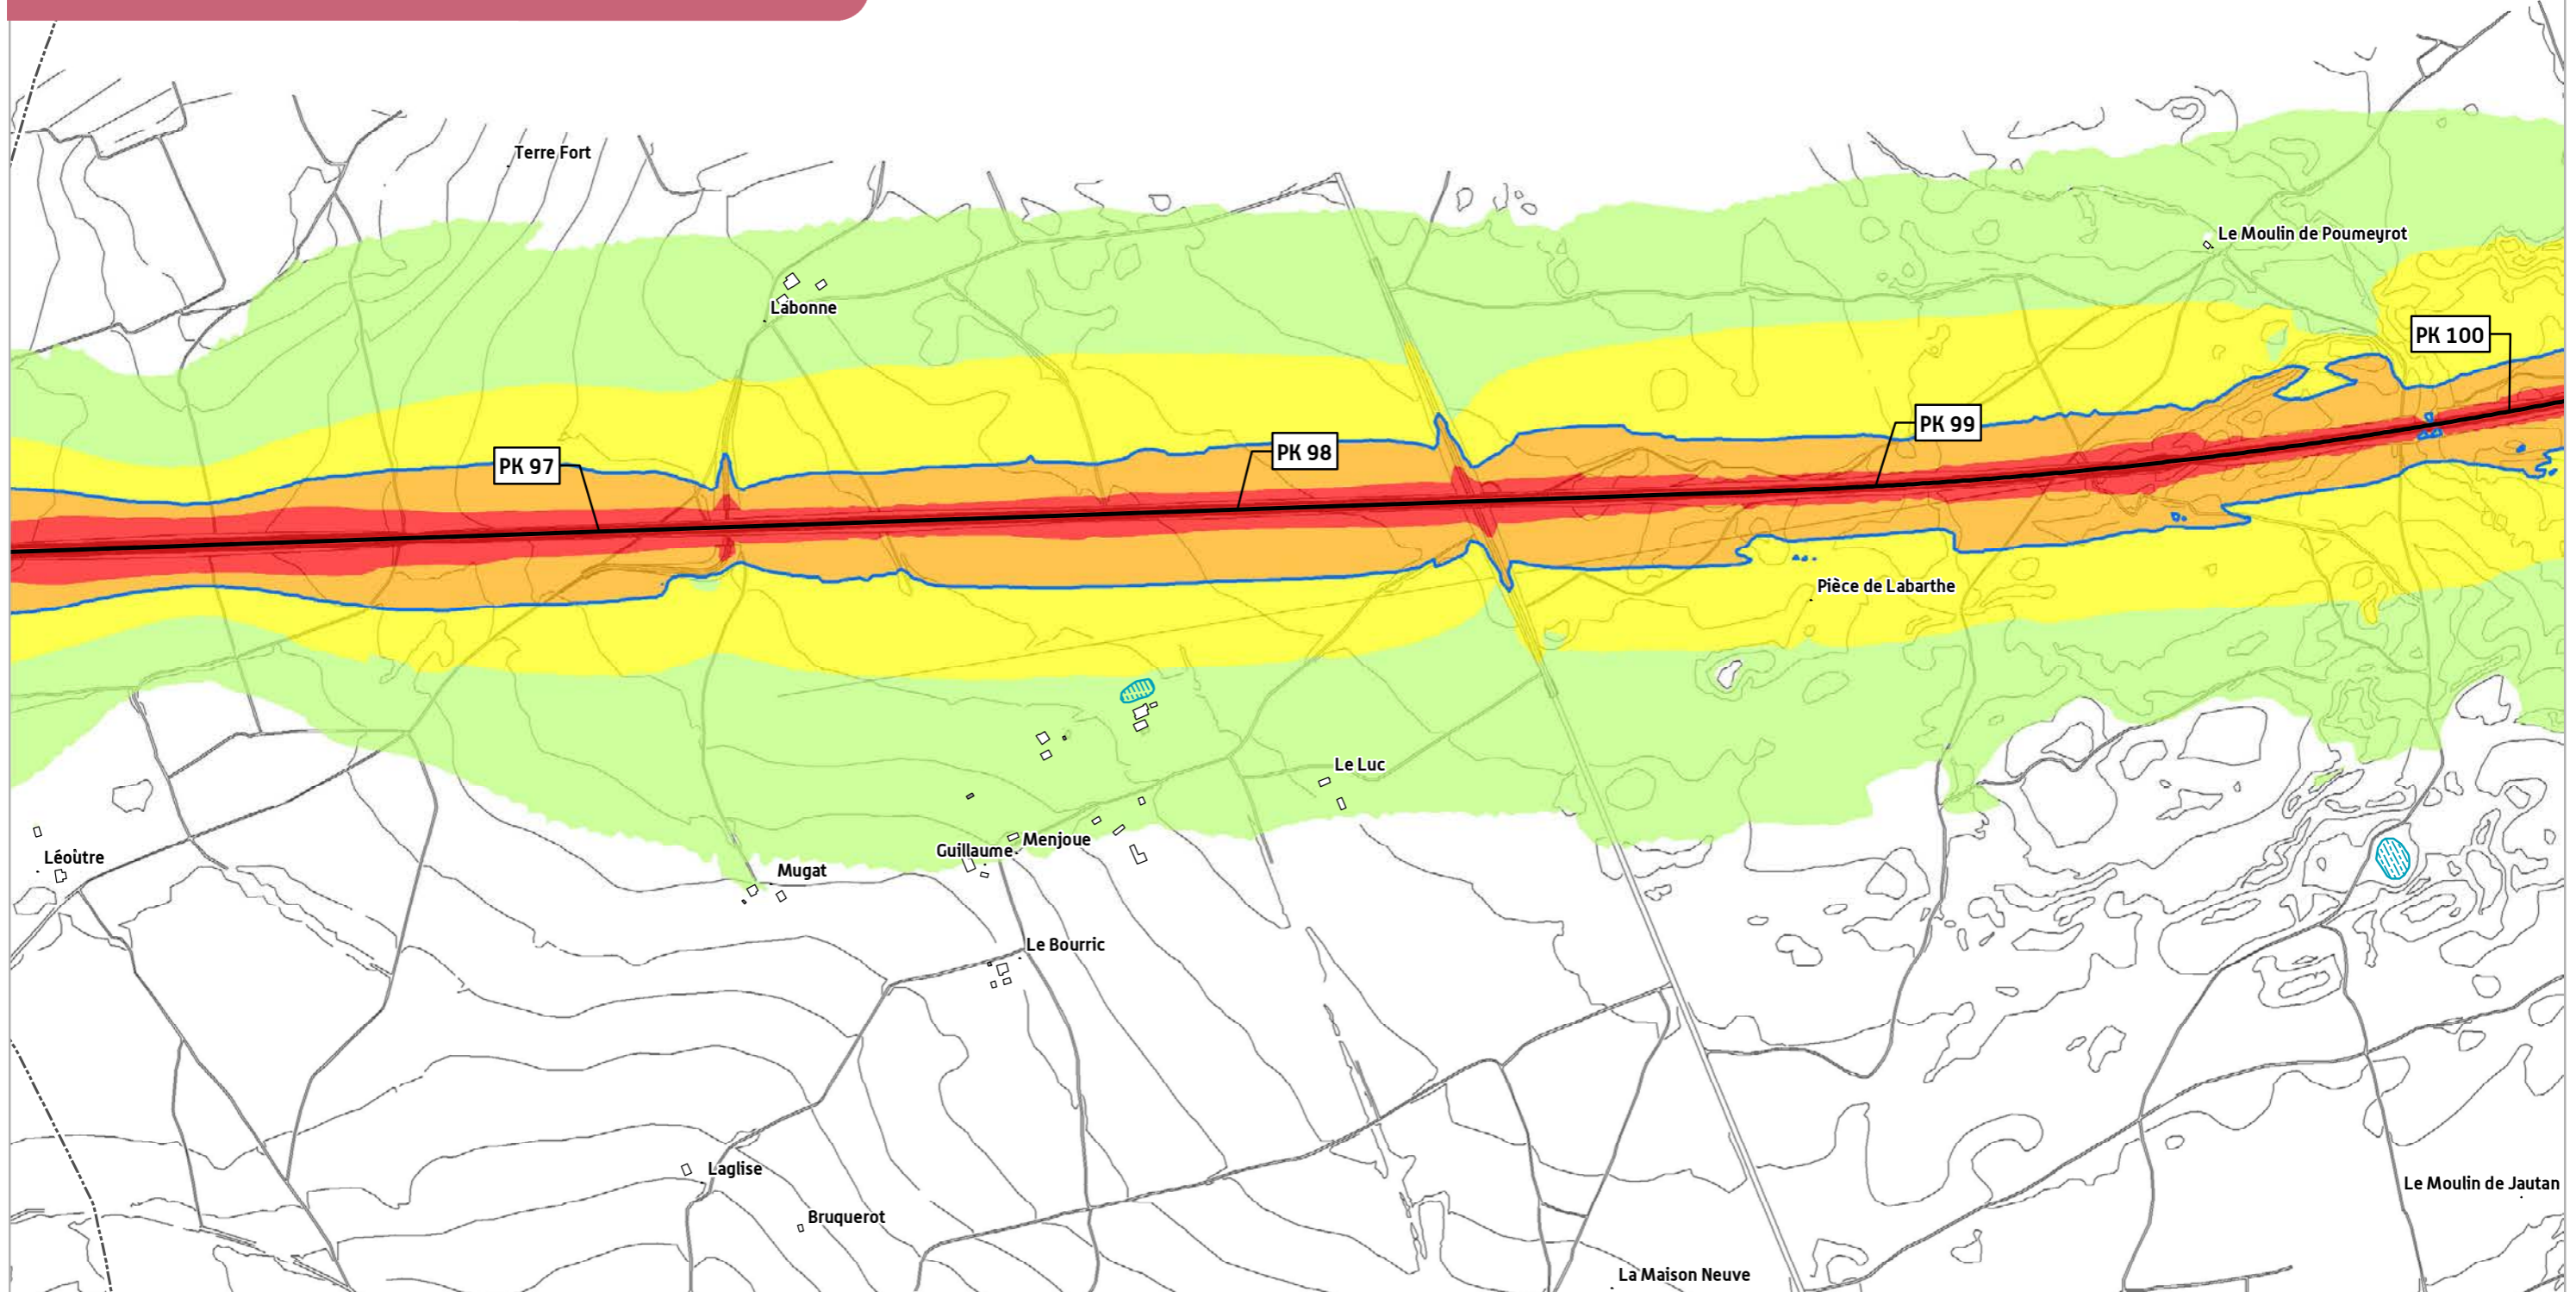 Terre Fort
Le Moulin de Poumeyrot
Labonne
PK 100
PK 99
PK 98
PK 97
Pièce de Labarthe
Le Luc
Menjoue
Guillaume
Léoutre
Mugat
Le Bourric
Laglise
Le Moulin de Jautan
Bruquerot
La Maison Neuve